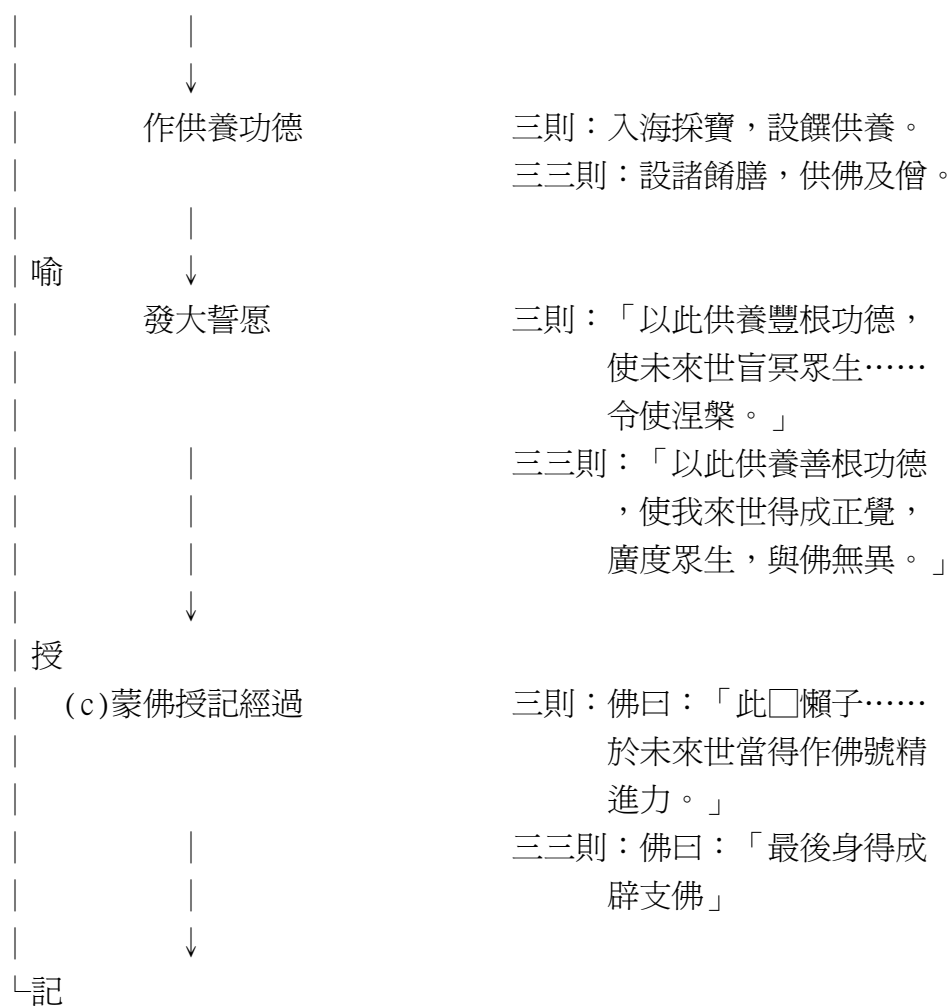 作供養功德 三則：入海採寶，設饌供養。
三三則：設諸餚膳，供佛及僧。
喻
發大誓愿 三則：「以此供養豐根功德，
使未來世盲冥眾生……
令使涅槃。」
三三則：「以此供養善根功德
，使我來世得成正覺，
廣度眾生，與佛無異。」
授
(c)蒙佛授記經過 三則：佛曰：「此□懶子……
於未來世當得作佛號精
進力。」
三三則：佛曰：「最後身得成
辟支佛」
記